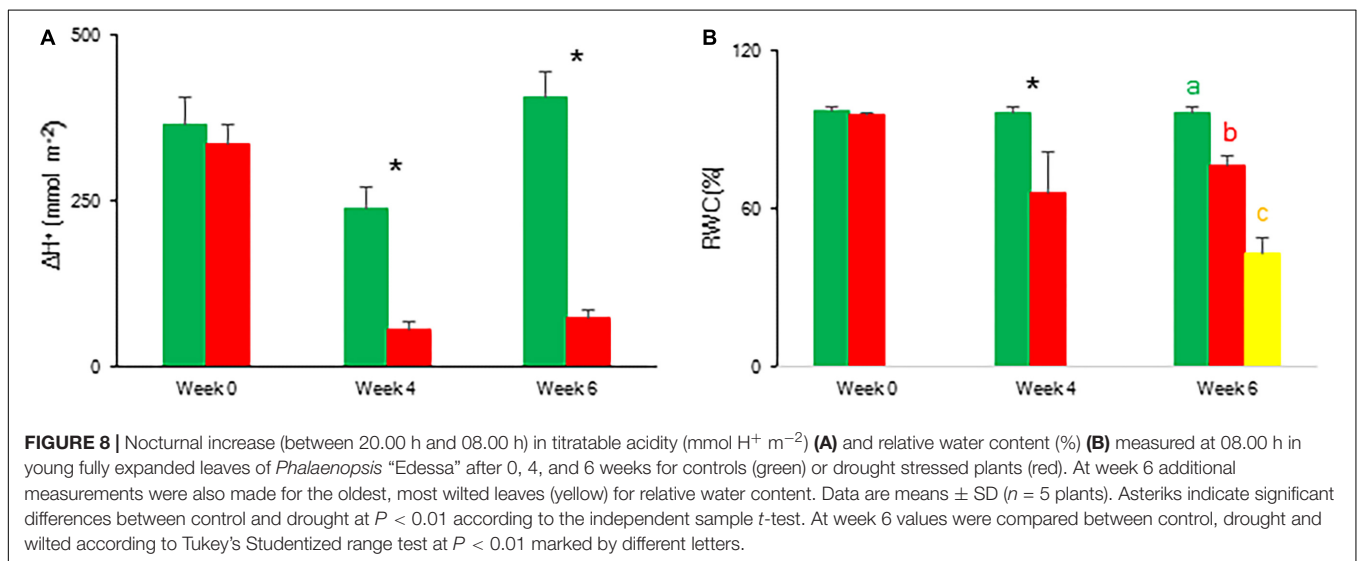 A
500
250
0
ΔH⁺ (mmol m⁻²)
*
*
Week 0
Week 4
Week 6
B
120
60
0
RWC(%)
*
a
b
c
Week 0
Week 4
Week 6
FIGURE 8 | Nocturnal increase (between 20.00 h and 08.00 h) in titratable acidity (mmol H⁺ m⁻²) (A) and relative water content (%) (B) measured at 08.00 h in
young fully expanded leaves of Phalaenopsis “Edessa” after 0, 4, and 6 weeks for controls (green) or drought stressed plants (red). At week 6 additional
measurements were also made for the oldest, most wilted leaves (yellow) for relative water content. Data are means ± SD (n = 5 plants). Asteriks indicate significant
differences between control and drought at P < 0.01 according to the independent sample t-test. At week 6 values were compared between control, drought and
wilted according to Tukey’s Studentized range test at P < 0.01 marked by different letters.